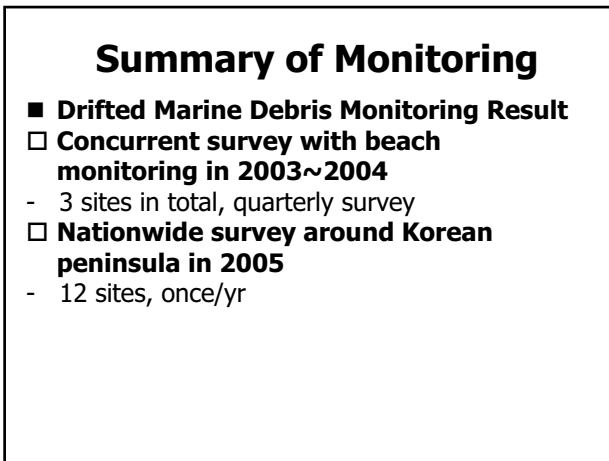 Summary of Monitoring
■ Drifted Marine Debris Monitoring Result
□ Concurrent survey with beach
monitoring in 2003~2004
- 3 sites in total, quarterly survey
□ Nationwide survey around Korean
peninsula in 2005
- 12 sites, once/yr